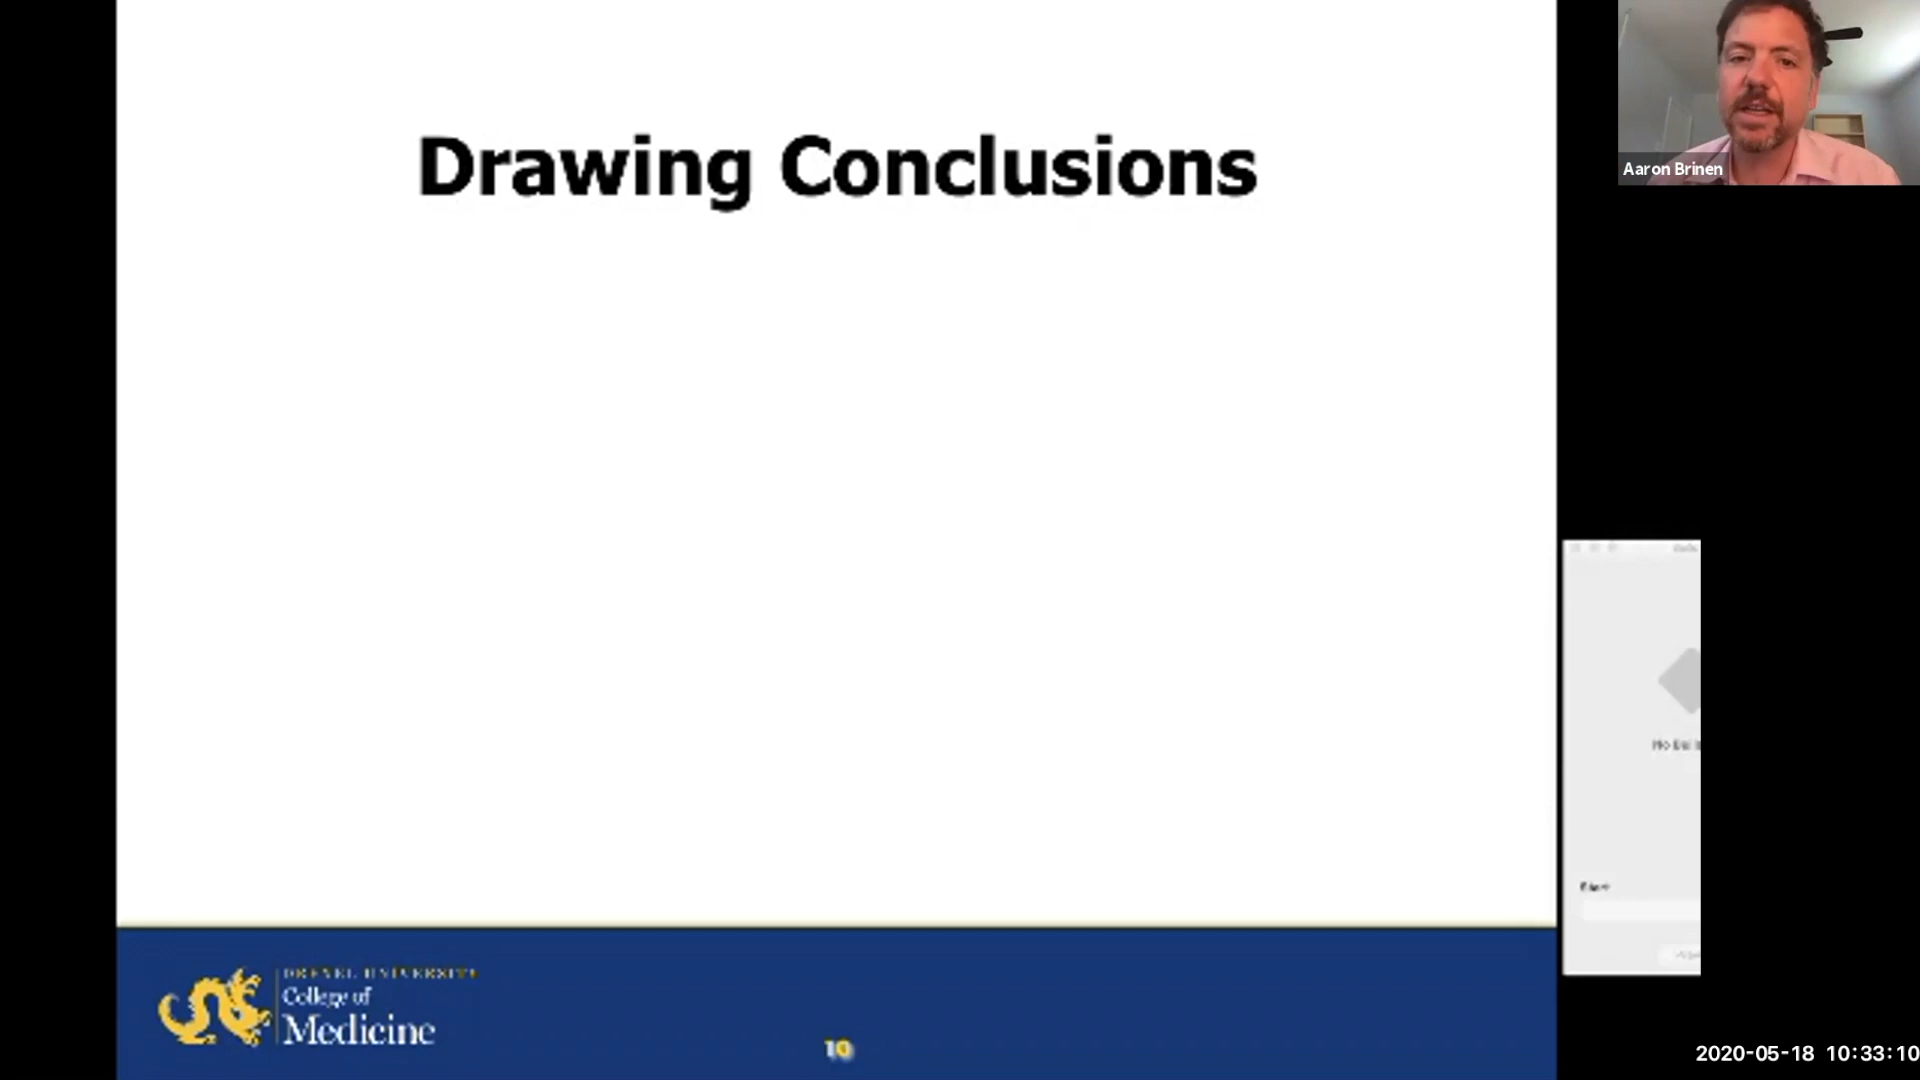 Drawing Conclusions
Aaron Brinen
DREXEL UNIVERSITY
College of
Medicine
10
2020-05-18 10:33:10